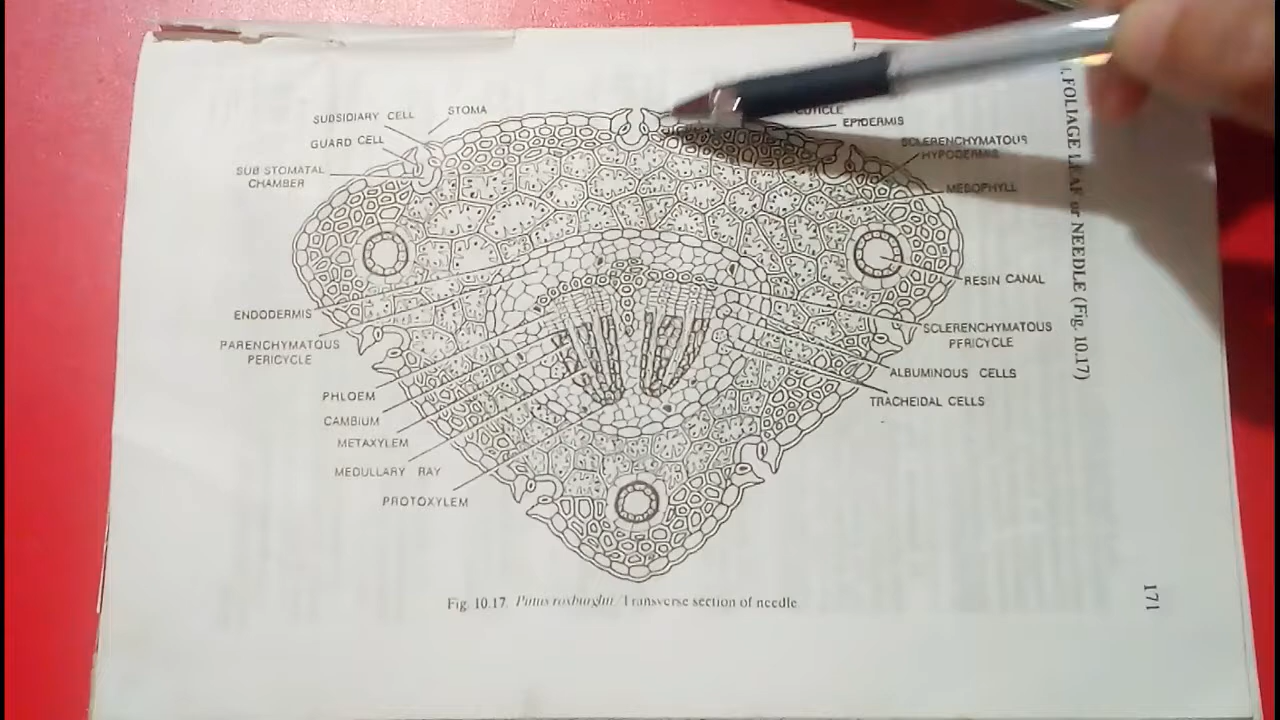 SUBSIDIARY CELL
STOMA
GUARD CELL
SUB STOMATAL
CHAMBER
CUTICLE
EPIDERMIS
SCLERENCHYMATOUS
HYPODERMIS
MESOPHYLL
RESIN CANAL
ENDODERMIS
PARENCHYMATOUS
PERICYCLE
SCLERENCHYMATOUS
PERICYCLE
ALBUMINOUS CELLS
TRACHEIDAL CELLS
PHLOEM
CAMBIUM
METAXYLEM
MEDULLARY RAY
PROTOXYLEM
Fig. 10.17. Pinus roxburghii. Transverse section of needle.
FOLIAGE LEAF or NEEDLE (Fig. 10.17)
171